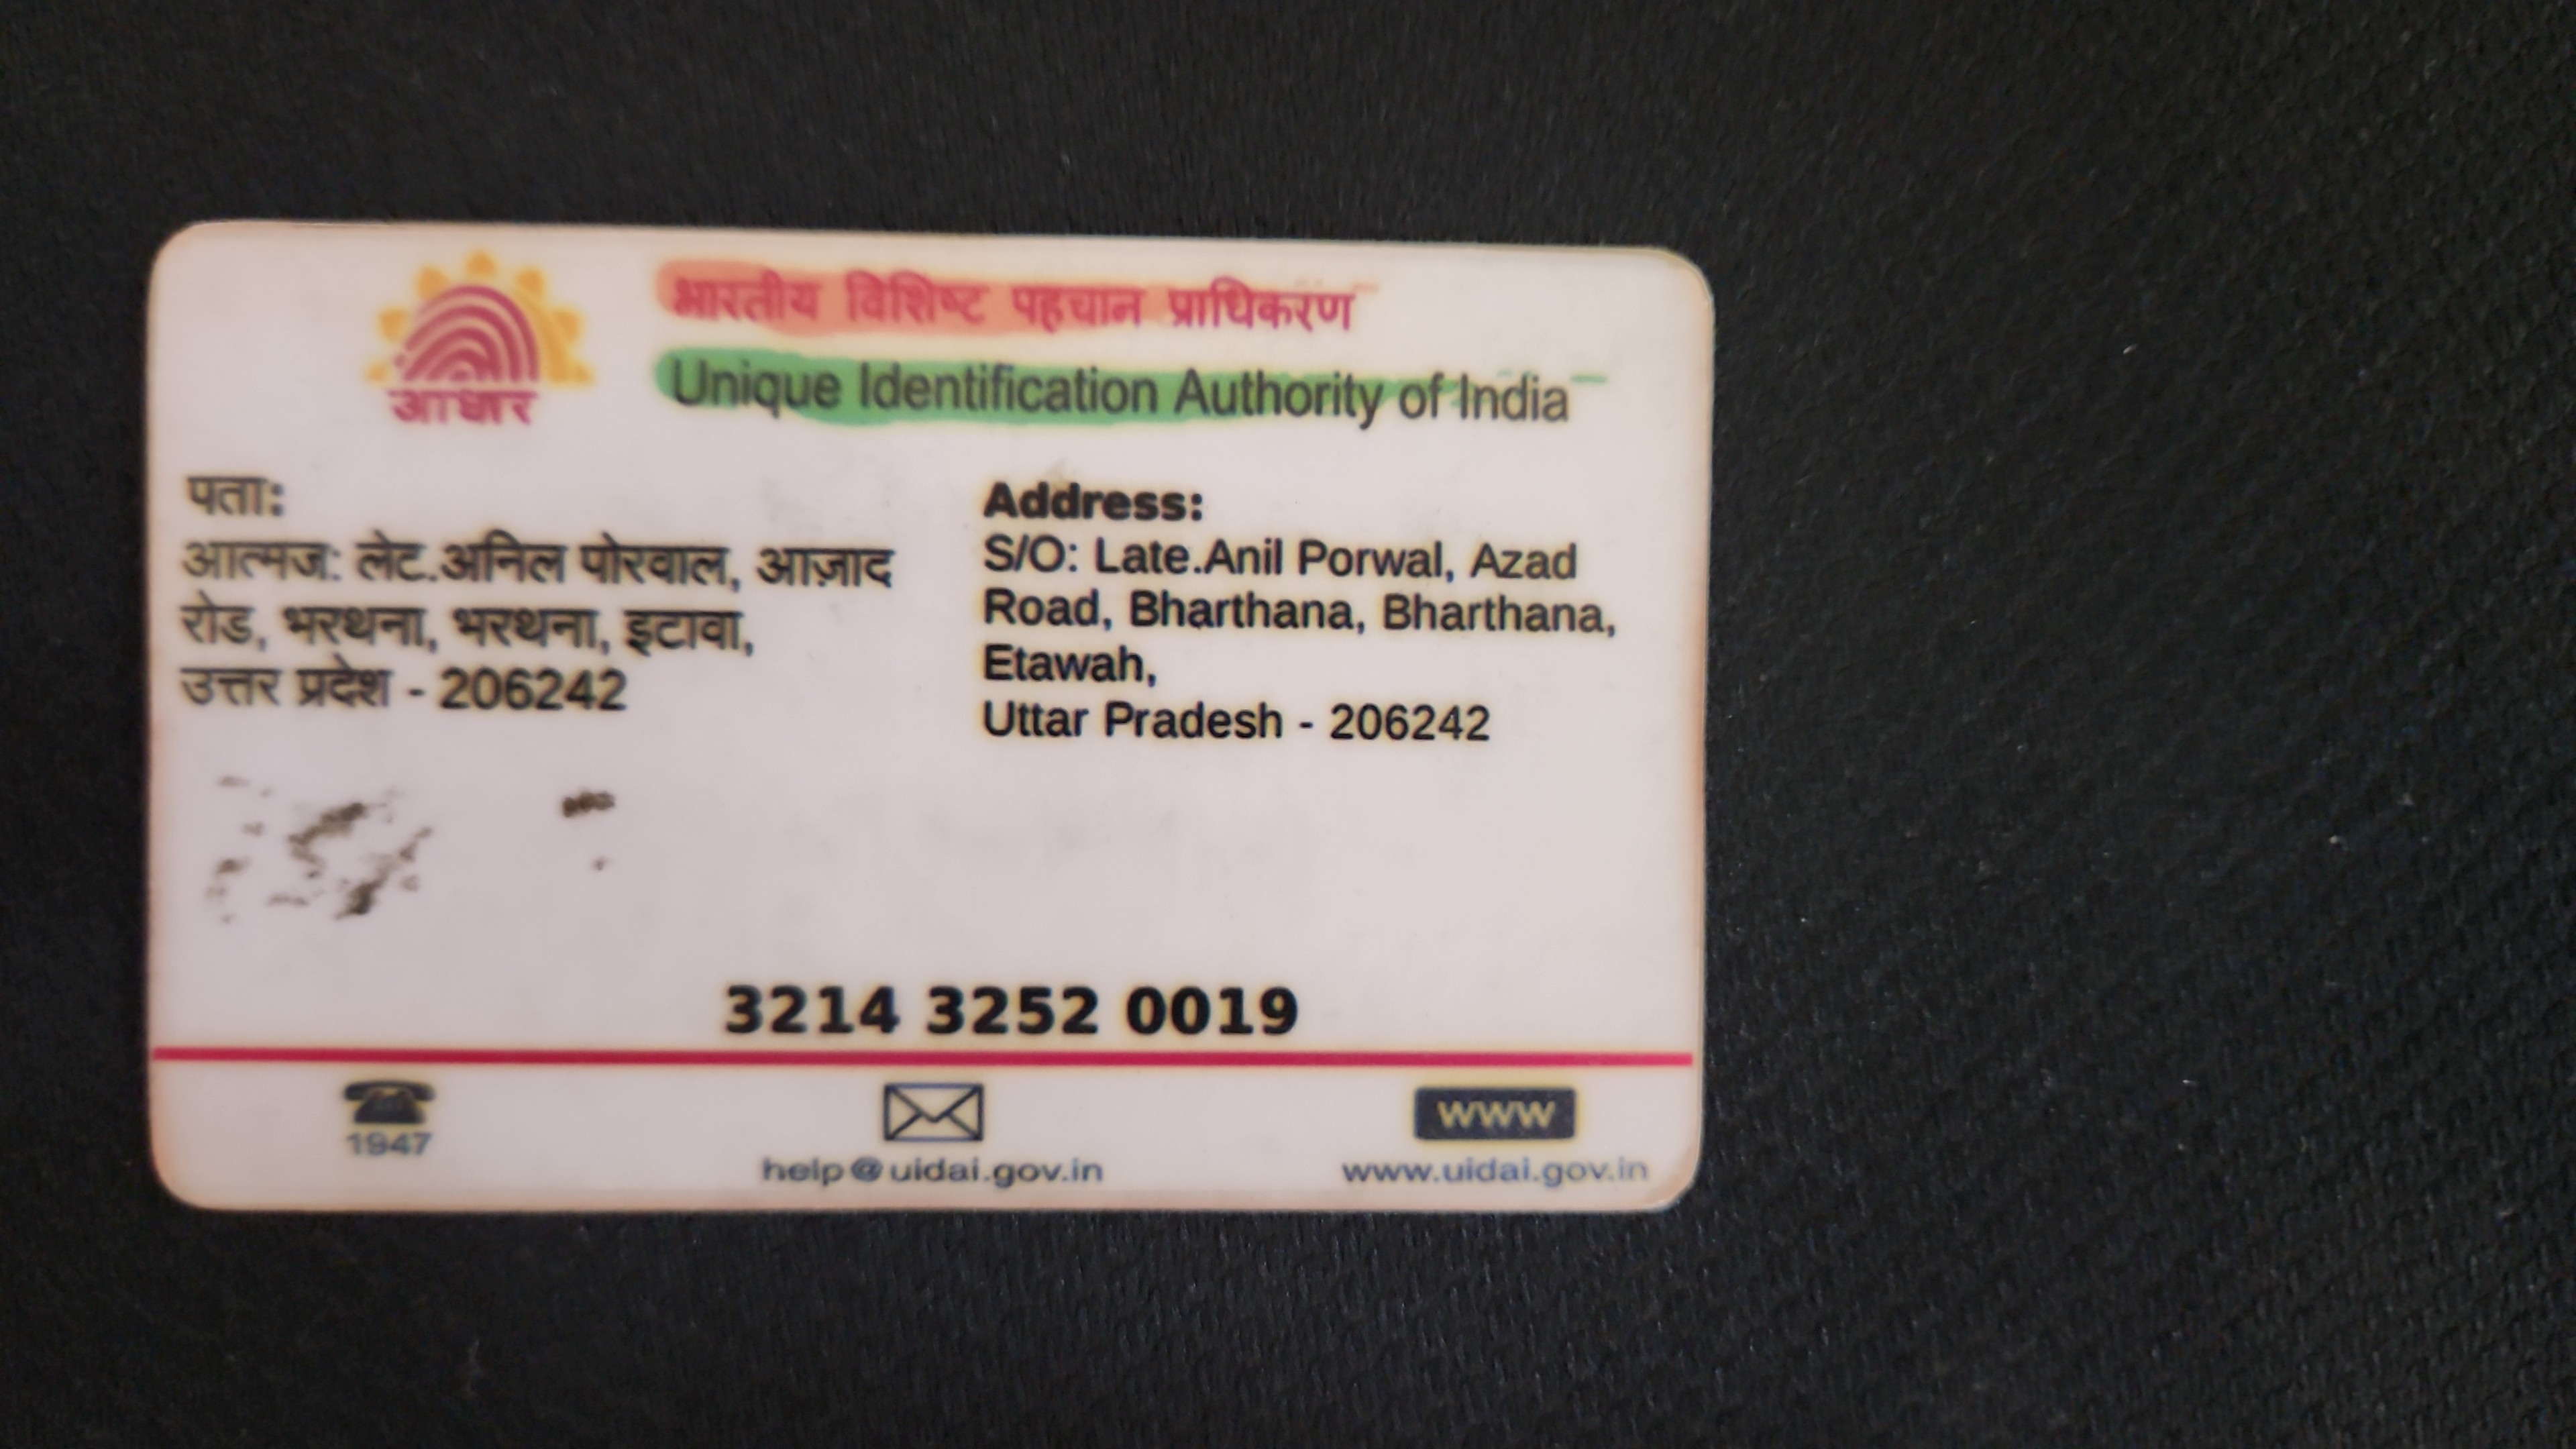 आधार
भारतीय विशिष्ट पहचान प्राधिकरण
Unique Identification Authority of India
पताः
आत्मज: लेट.अनिल पोरवाल, आज़ाद
रोड, भरथना, भरथना, इटावा,
उत्तर प्रदेश - 206242
Address:
S/O: Late.Anil Porwal, Azad
Road, Bharthana, Bharthana,
Etawah,
Uttar Pradesh - 206242
3214 3252 0019
1947
help@uidai.gov.in
WWW
www.uidai.gov.in